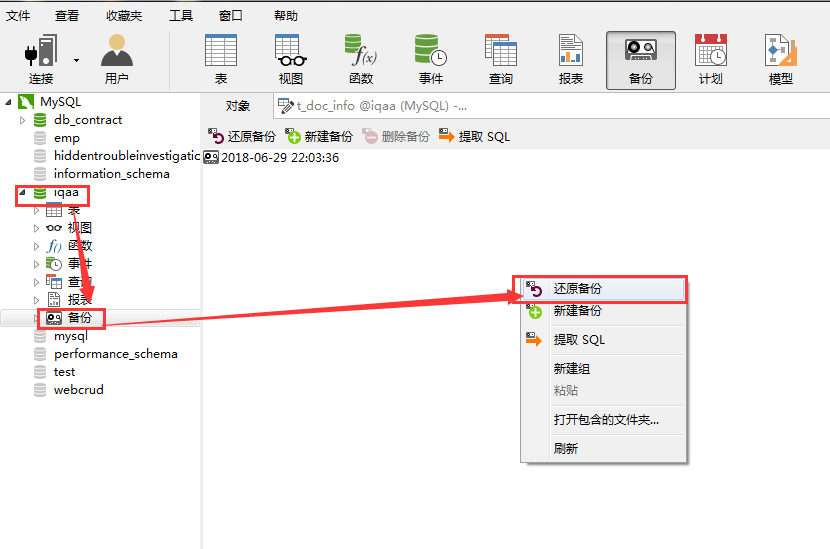 文件 查看 收藏夹 工具 窗口 帮助
连接 用户 表 视图 f(x) 函数 事件 查询 报表 备份 计划 模型
MySQL
db_contract
emp
hiddentroubleinvestigatic
information_schema
iqaa
表
视图
f() 函数
事件
查询
报表
备份
mysql
performance_schema
test
webcrud
对象 t_doc_info @iqaa (MySQL) -...
还原备份 新建备份 删除备份 提取 SQL
2018-06-29 22:03:36
还原备份
新建备份
提取 SQL
新建组
粘贴
打开包含的文件夹...
刷新